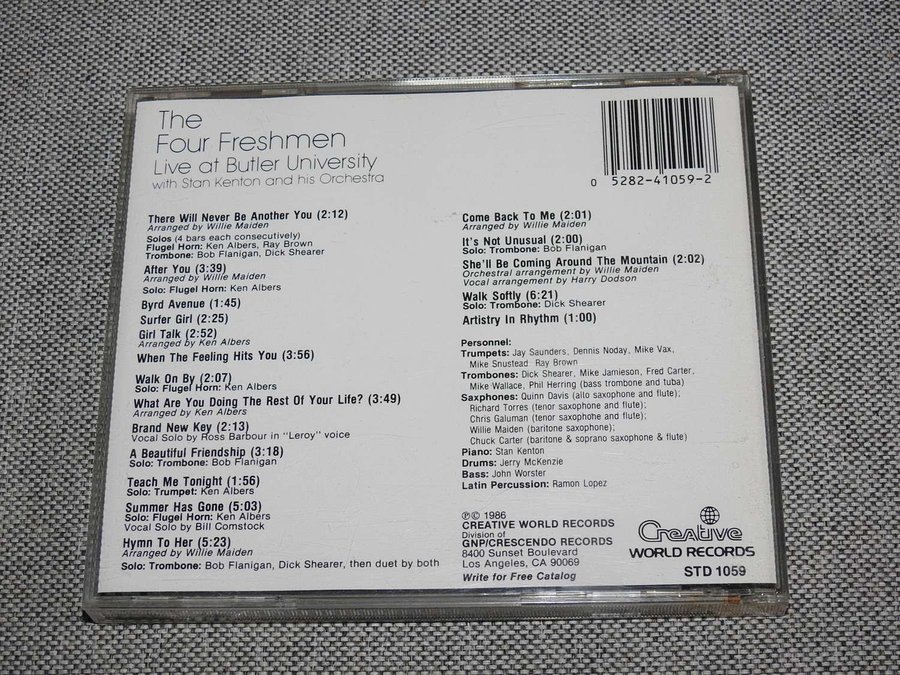 The
Four Freshmen
Live at Butler University
with Stan Kenton and his Orchestra
0 5282-41059-2
There Will Never Be Another You (2:12)
Arranged by Willie Maiden
Solos (4 bars each consecutively)
Flugel Horn: Ken Albers, Ray Brown
Trombone: Bob Flanigan, Dick Shearer
After You (3:39)
Arranged by Willie Maiden
Solo: Flugel Horn: Ken Albers
Byrd Avenue (1:45)
Surfer Girl (2:25)
Girl Talk (2:52)
Arranged by Ken Albers
When The Feeling Hits You (3:56)
Walk On By (2:07)
Solo: Flugel Horn: Ken Albers
What Are You Doing The Rest Of Your Life? (3:49)
Arranged by Ken Albers
Brand New Key (2:13)
Vocal Solo by Ross Barbour in "Leroy" voice
A Beautiful Friendship (3:18)
Solo: Trombone: Bob Flanigan
Teach Me Tonight (1:56)
Solo: Trumpet: Ken Albers
Summer Has Gone (5:03)
Solo: Flugel Horn: Ken Albers
Vocal Solo by Bill Comstock
Hymn To Her (5:23)
Arranged by Willie Maiden
Solo: Trombone: Bob Flanigan, Dick Shearer, then duet by both
Come Back To Me (2:01)
Arranged by Willie Maiden
It's Not Unusual (2:00)
Solo: Trombone: Bob Flanigan
She'll Be Coming Around The Mountain (2:02)
Orchestral arrangement by Willie Maiden
Vocal arrangement by Harry Dodson
Walk Softly (6:21)
Solo: Trombone: Dick Shearer
Artistry In Rhythm (1:00)
Personnel:
Trumpets: Jay Saunders, Dennis Noday, Mike Vax,
Mike Snustead Ray Brown
Trombones: Dick Shearer, Mike Jamieson, Fred Carter,
Mike Wallace, Phil Herring (bass trombone and tuba)
Saxphones: Quinn Davis (allo saxophone and flute);
Richard Torres (tenor saxophone and flute);
Chris Galuman (tenor saxophone and flute);
Willie Maiden (baritone saxophone);
Chuck Carter (baritone & soprano saxophone & flute)
Piano: Stan Kenton
Drums: Jerry McKenzie
Bass: John Worster
Latin Percussion: Ramon Lopez
℗© 1986
CREATIVE WORLD RECORDS
Division of
GNP/CRESCENDO RECORDS
8400 Sunset Boulevard
Los Angeles, CA 90069
Write for Free Catalog
Creative
WORLD RECORDS
STD 1059